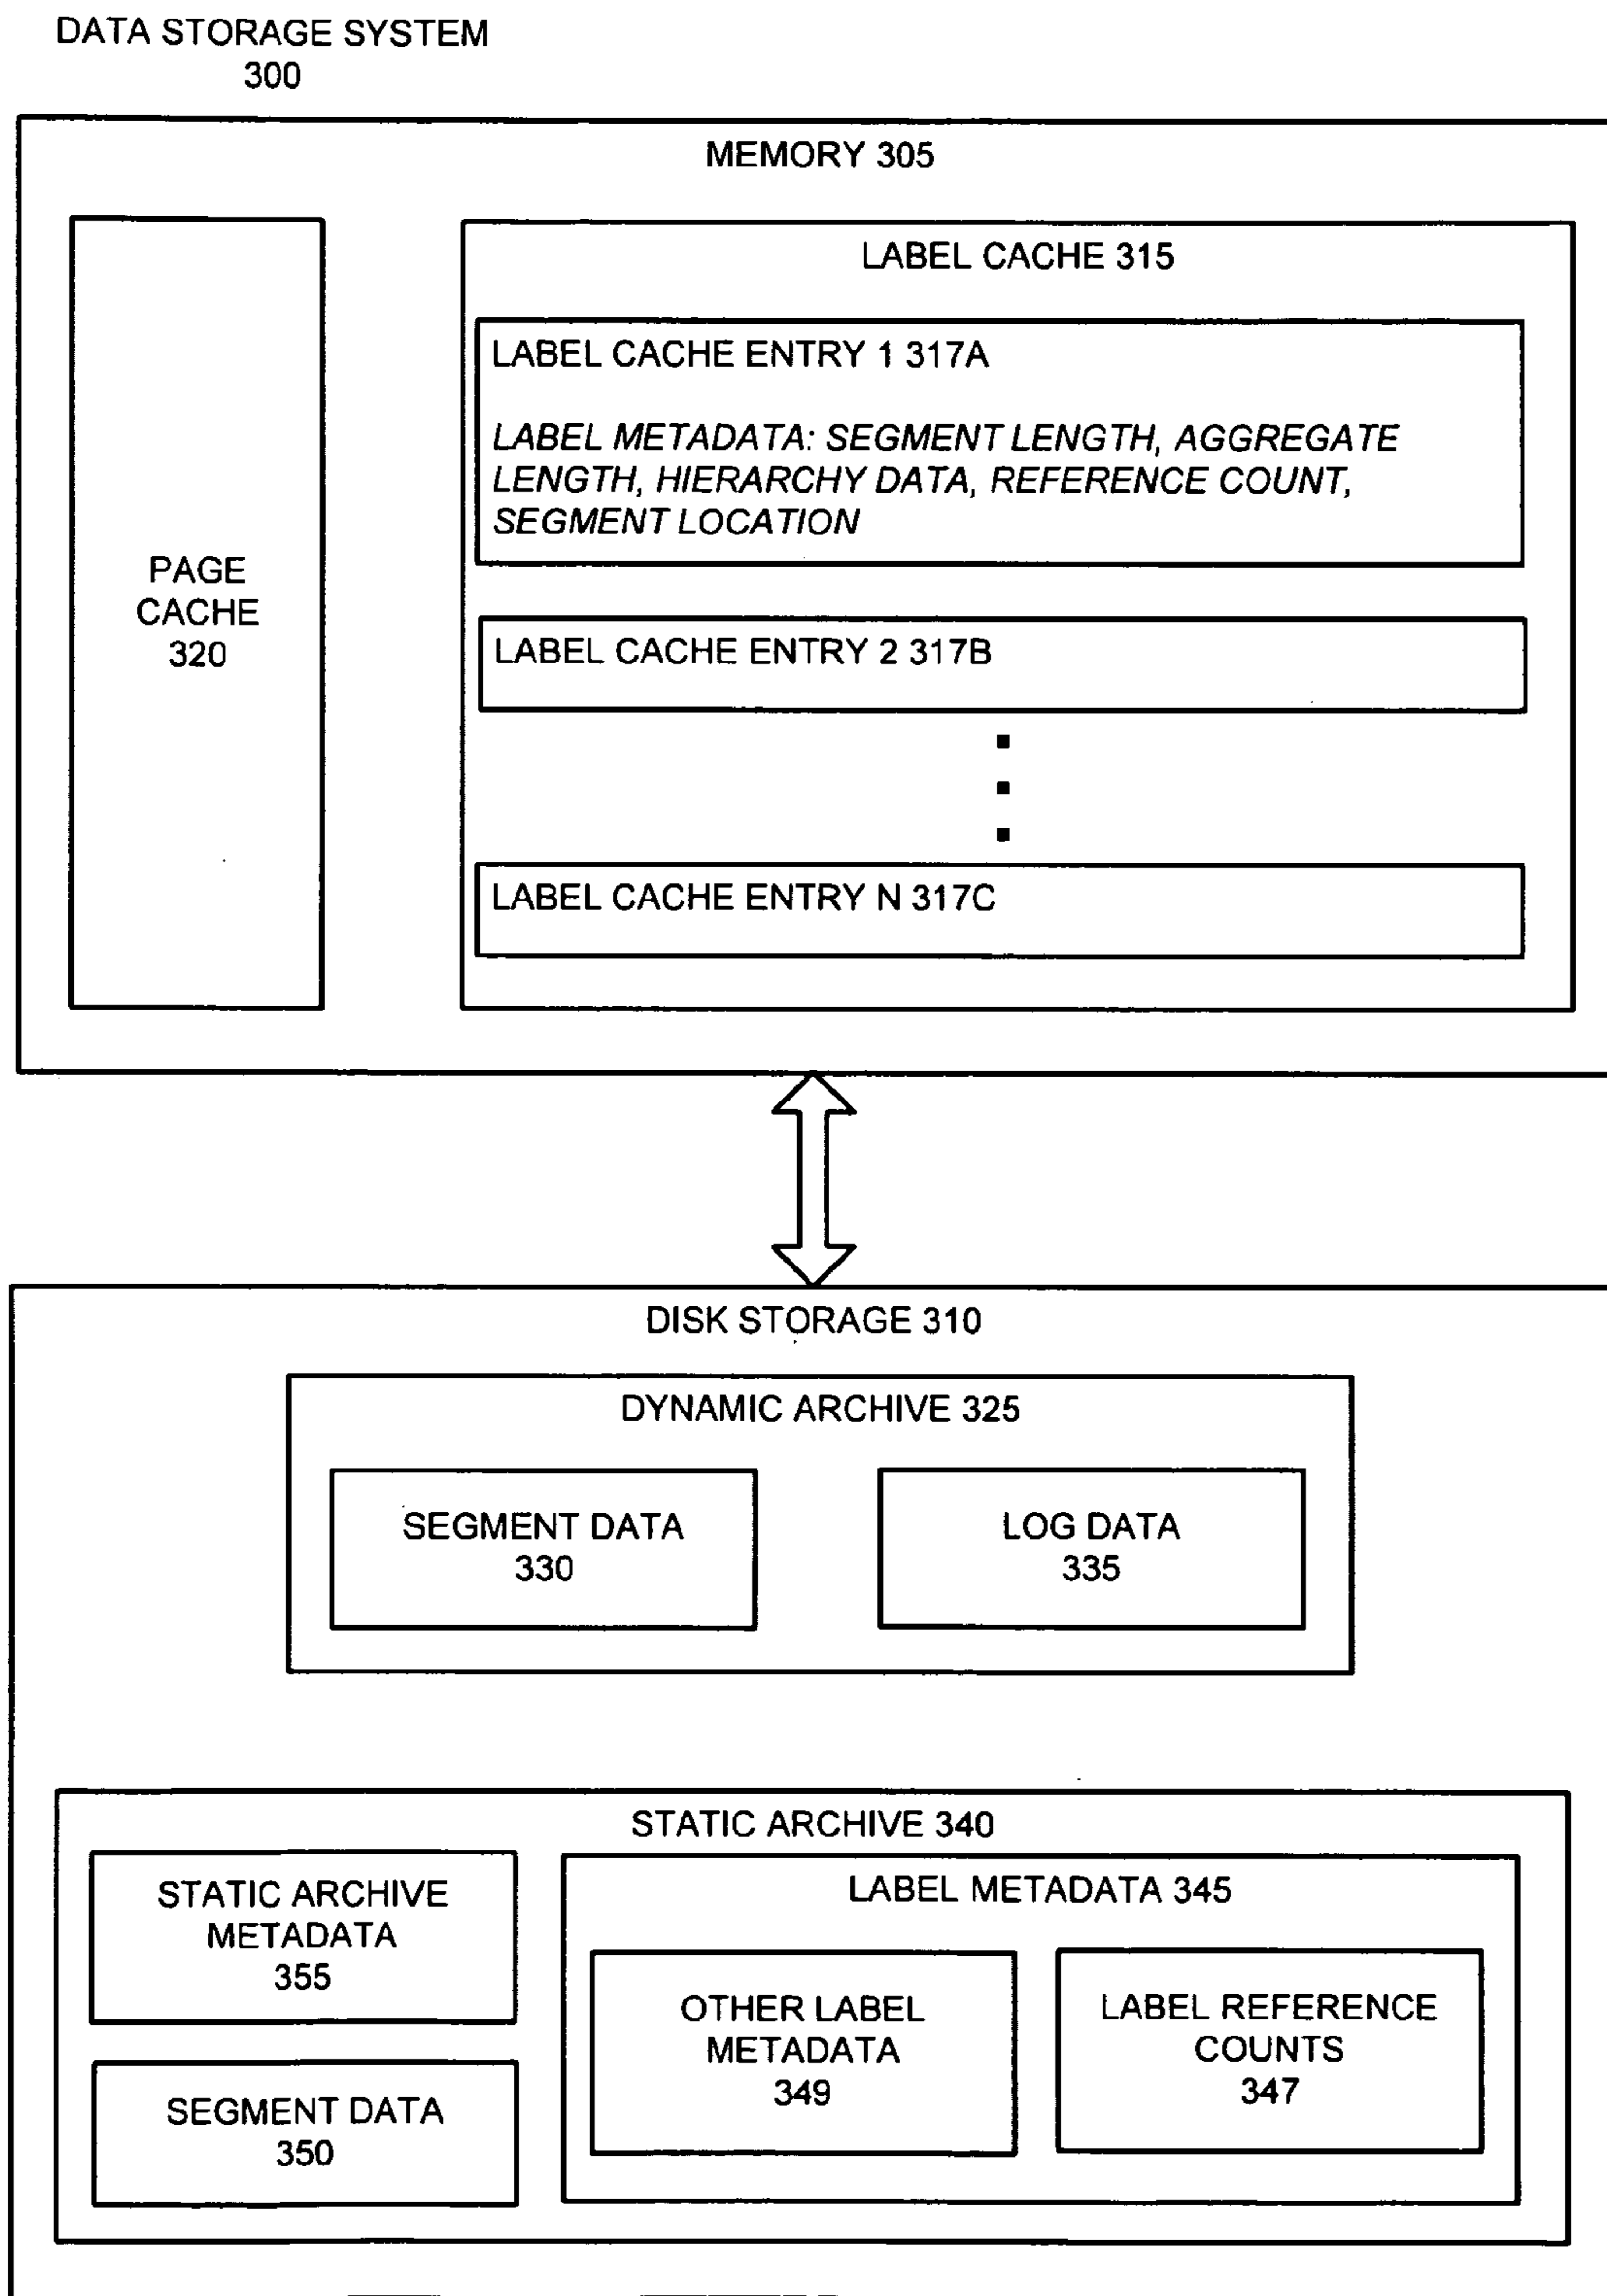 DATA STORAGE SYSTEM
300
MEMORY 305
PAGE
CACHE
320
LABEL CACHE 315
LABEL CACHE ENTRY 1 317A
LABEL METADATA: SEGMENT LENGTH, AGGREGATE
LENGTH, HIERARCHY DATA, REFERENCE COUNT,
SEGMENT LOCATION
LABEL CACHE ENTRY 2 317B
LABEL CACHE ENTRY N 317C
DISK STORAGE 310
DYNAMIC ARCHIVE 325
SEGMENT DATA
330
LOG DATA
335
STATIC ARCHIVE 340
STATIC ARCHIVE
METADATA
355
SEGMENT DATA
350
LABEL METADATA 345
OTHER LABEL
METADATA
349
LABEL REFERENCE
COUNTS
347